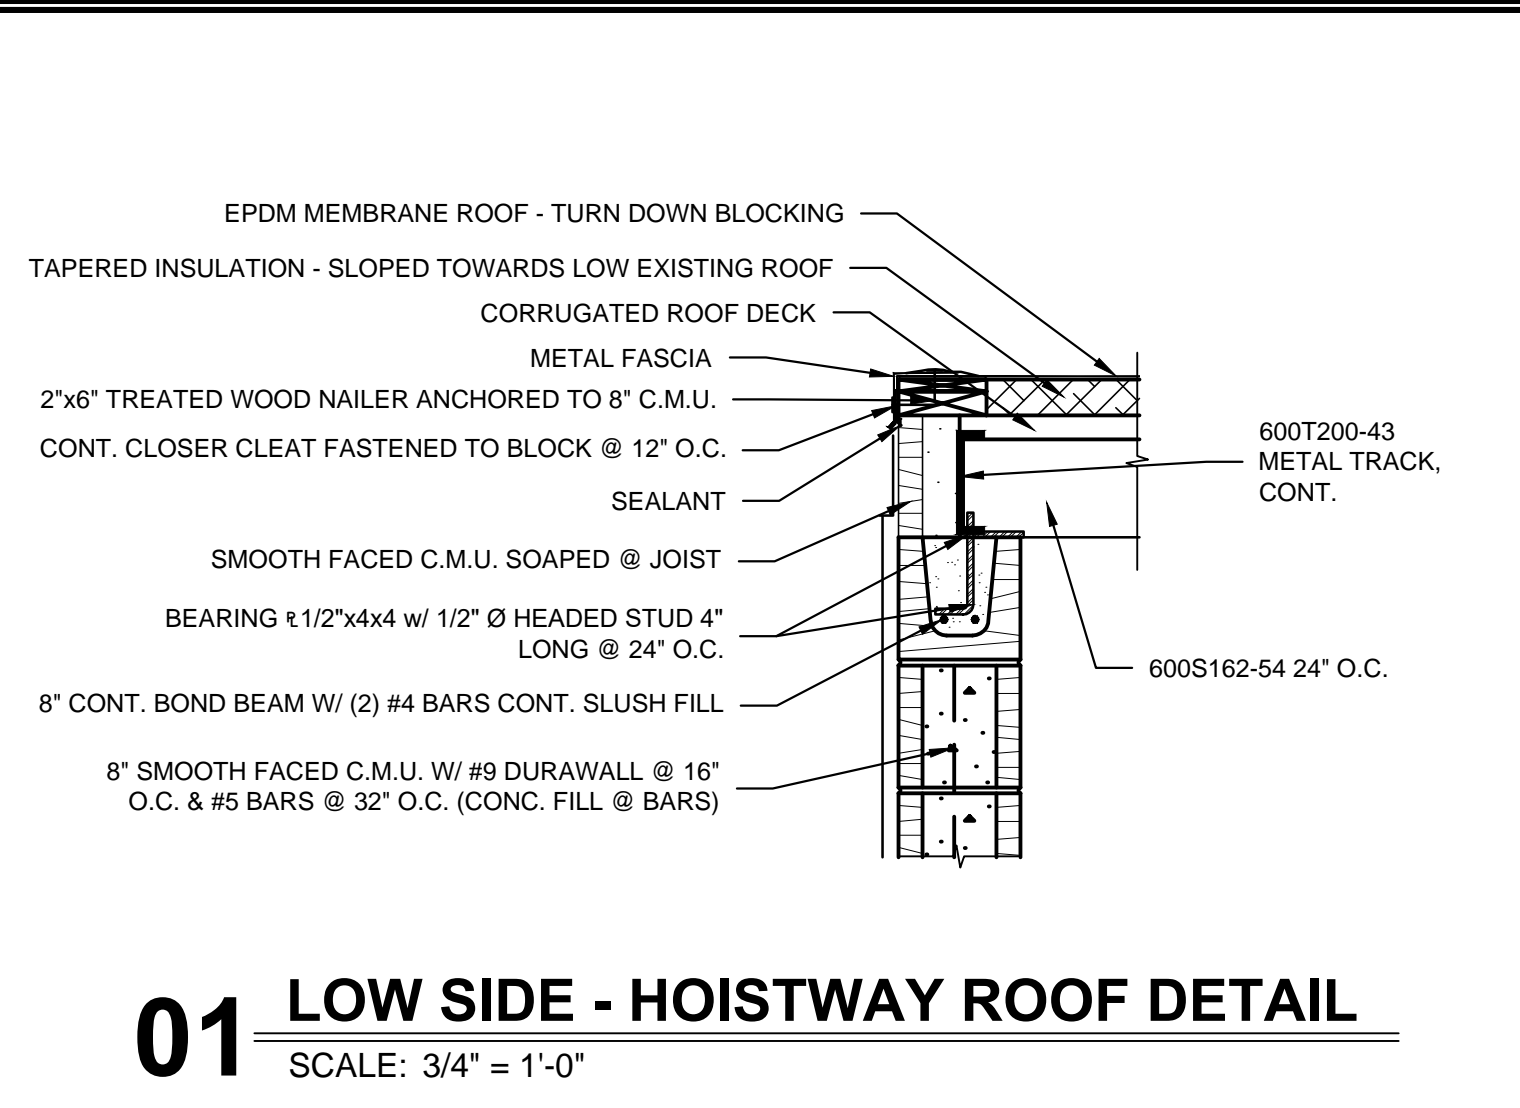 EPDM MEMBRANE ROOF - TURN DOWN BLOCKING
TAPERED INSULATION - SLOPED TOWARDS LOW EXISTING ROOF
CORRUGATED ROOF DECK
METAL FASCIA
2"x6" TREATED WOOD NAILER ANCHORED TO 8" C.M.U.
CONT. CLOSER CLEAT FASTENED TO BLOCK @ 12" O.C.
SEALANT
SMOOTH FACED C.M.U. SOAPED @ JOIST
BEARING ⅊ 1/2"x4x4 w/ 1/2" Ø HEADED STUD 4"
LONG @ 24" O.C.
8" CONT. BOND BEAM W/ (2) #4 BARS CONT. SLUSH FILL
8" SMOOTH FACED C.M.U. W/ #9 DURAWALL @ 16"
O.C. & #5 BARS @ 32" O.C. (CONC. FILL @ BARS)
600T200-43
METAL TRACK,
CONT.
600S162-54 24" O.C.
01 LOW SIDE - HOISTWAY ROOF DETAIL
SCALE: 3/4" = 1'-0"